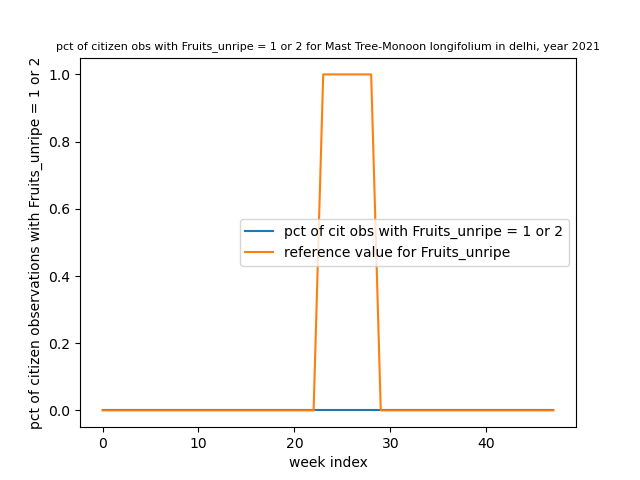 pct of citizen obs with Fruits_unripe = 1 or 2 for Mast Tree-Monoon longifolium in delhi, year 2021
pct of citizen observations with Fruits_unripe = 1 or 2
1.0
0.8
0.6
0.4
0.2
0.0
pct of cit obs with Fruits_unripe = 1 or 2
reference value for Fruits_unripe
0
10
20
30
40
week index